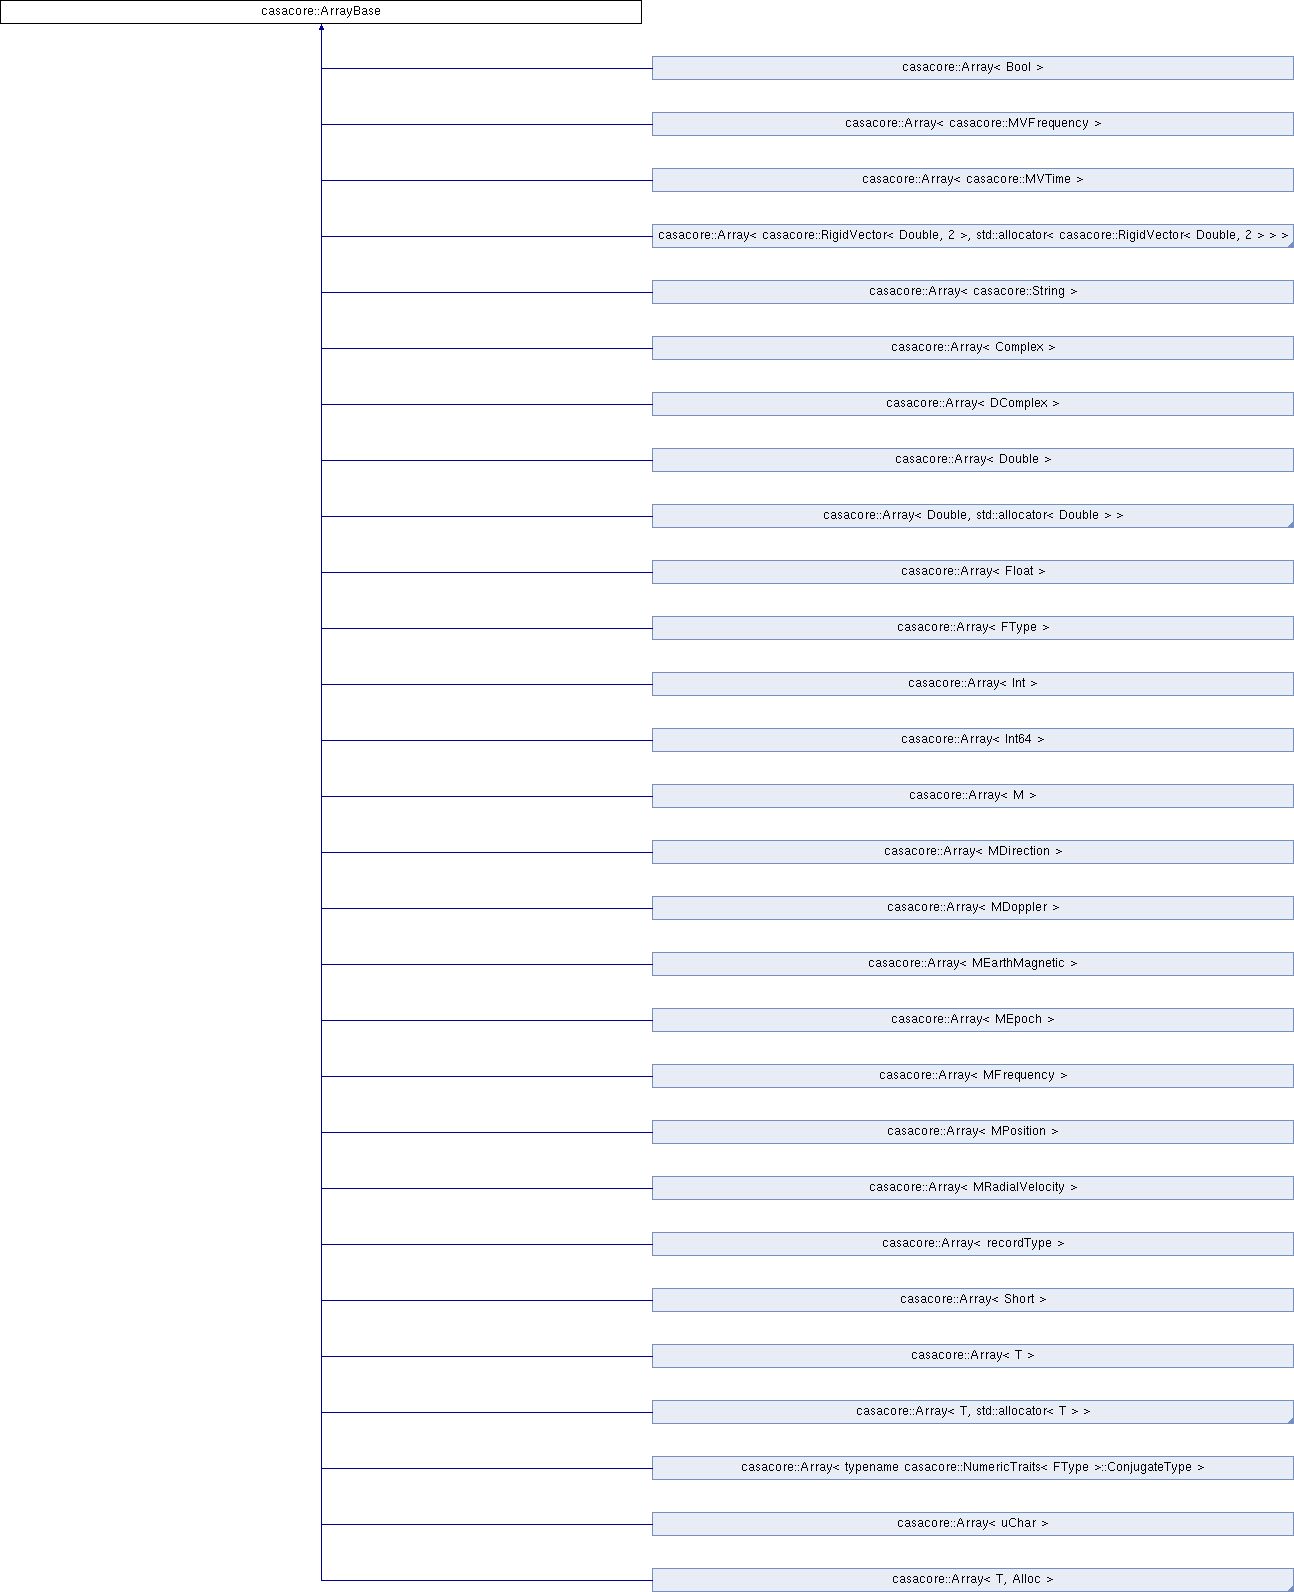 casacore::ArrayBase
casacore::Array< Bool >
casacore::Array< casacore::MVFrequency >
casacore::Array< casacore::MVTime >
casacore::Array< casacore::RigidVector< Double, 2 >, std::allocator< casacore::RigidVector< Double, 2 > > >
casacore::Array< casacore::String >
casacore::Array< Complex >
casacore::Array< DComplex >
casacore::Array< Double >
casacore::Array< Double, std::allocator< Double > >
casacore::Array< Float >
casacore::Array< FType >
casacore::Array< Int >
casacore::Array< Int64 >
casacore::Array< M >
casacore::Array< MDirection >
casacore::Array< MDoppler >
casacore::Array< MEarthMagnetic >
casacore::Array< MEpoch >
casacore::Array< MFrequency >
casacore::Array< MPosition >
casacore::Array< MRadialVelocity >
casacore::Array< recordType >
casacore::Array< Short >
casacore::Array< T >
casacore::Array< T, std::allocator< T > >
casacore::Array< typename casacore::NumericTraits< FType >::ConjugateType >
casacore::Array< uChar >
casacore::Array< T, Alloc >